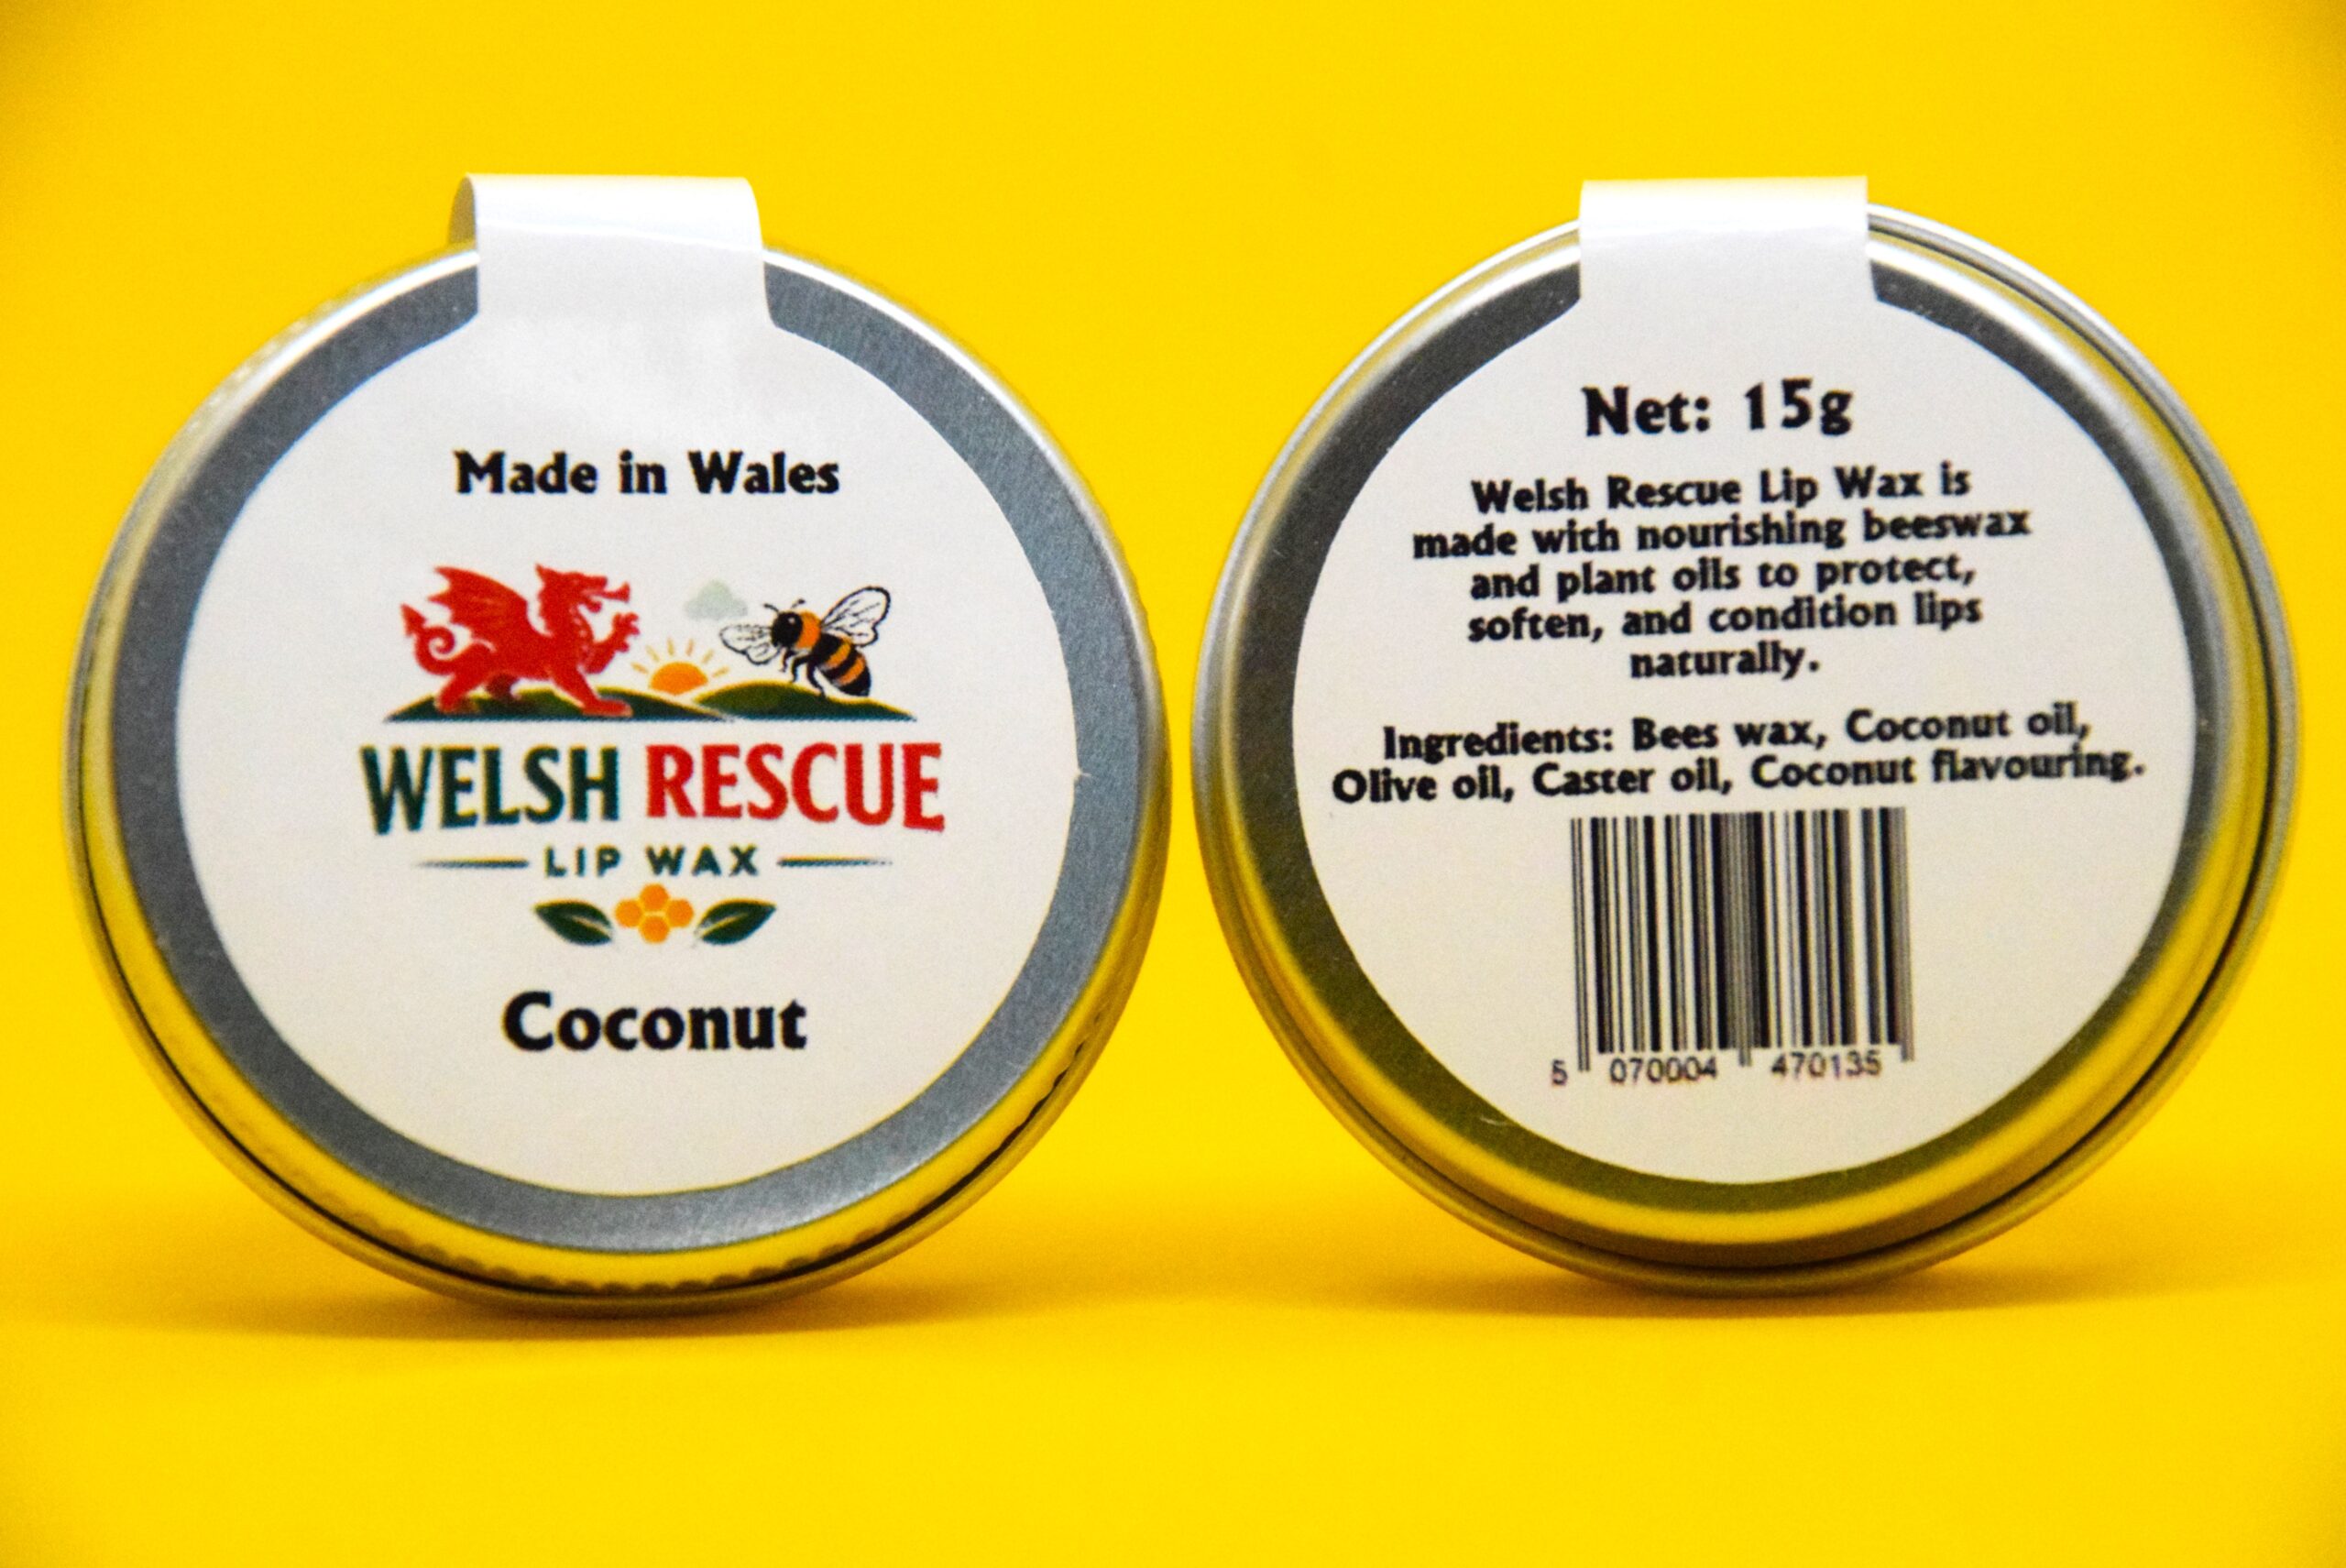 Made in Wales
WELSH RESCUE
LIP WAX
Coconut
Net: 15g
Welsh Rescue Lip Wax is
made with nourishing beeswax
and plant oils to protect,
soften, and condition lips
naturally.
Ingredients: Bees wax, Coconut oil,
Olive oil, Caster oil, Coconut flavouring.
5 070004 470135